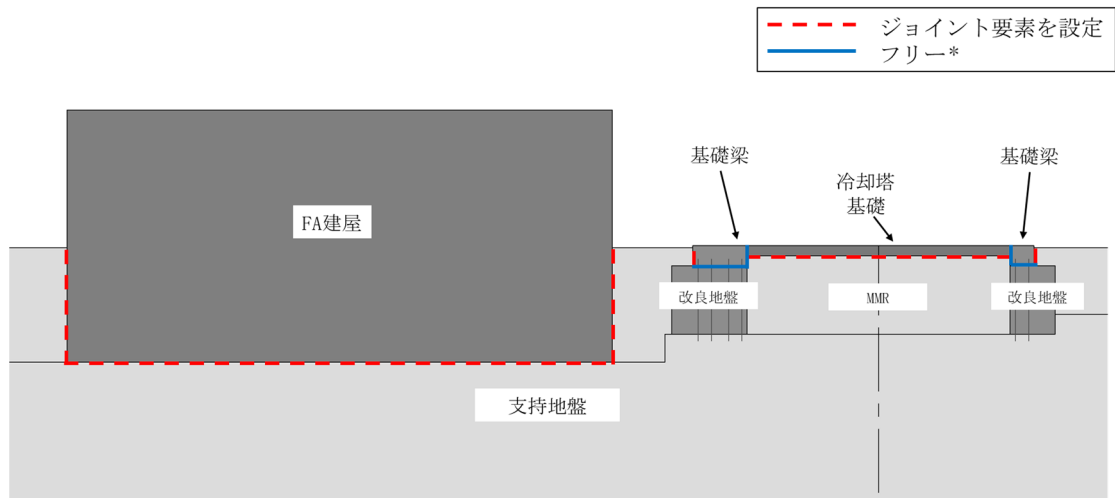 ジョイント要素を設定
フリー*
基礎梁
冷却塔
基礎
基礎梁
FA建屋
改良地盤
MMR
改良地盤
支持地盤